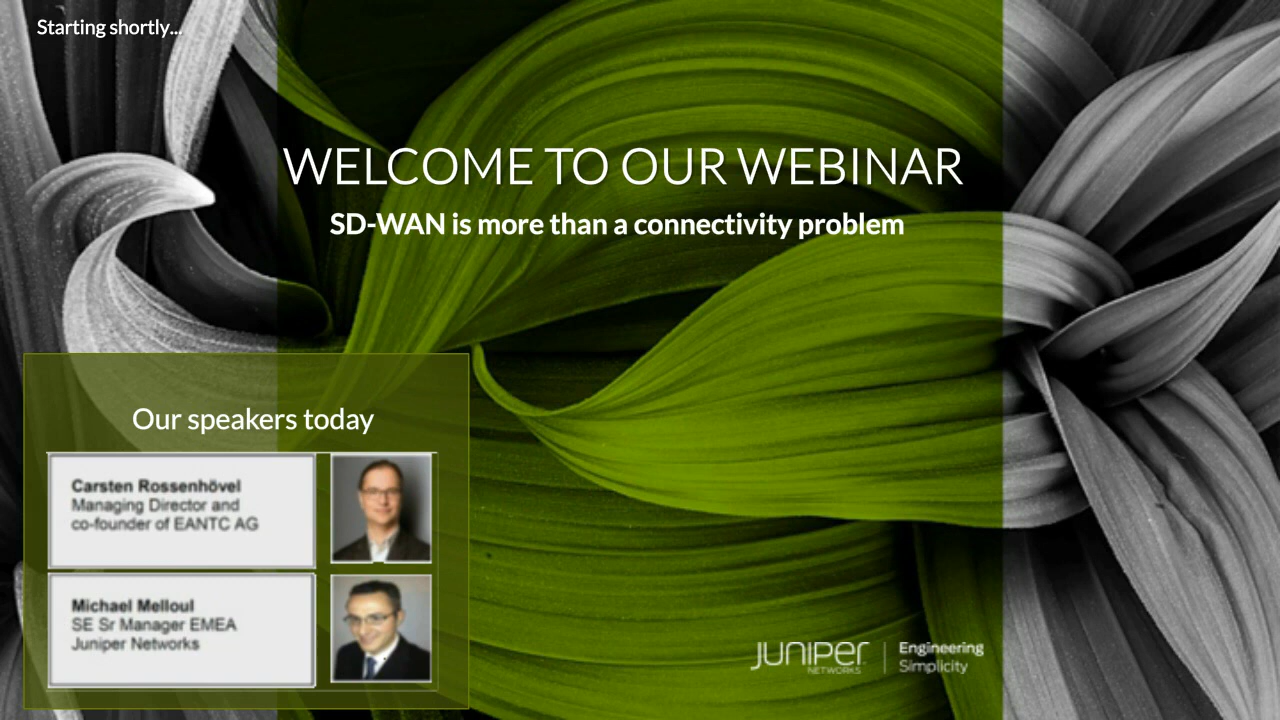 Starting shortly...
WELCOME TO OUR WEBINAR
SD-WAN is more than a connectivity problem
Our speakers today
Carsten Rossenhövel
Managing Director and
co-founder of EANTC AG
Michael Melloul
SE Sr Manager EMEA
Juniper Networks
JUNIPER
NETWORKS
Engineering
Simplicity